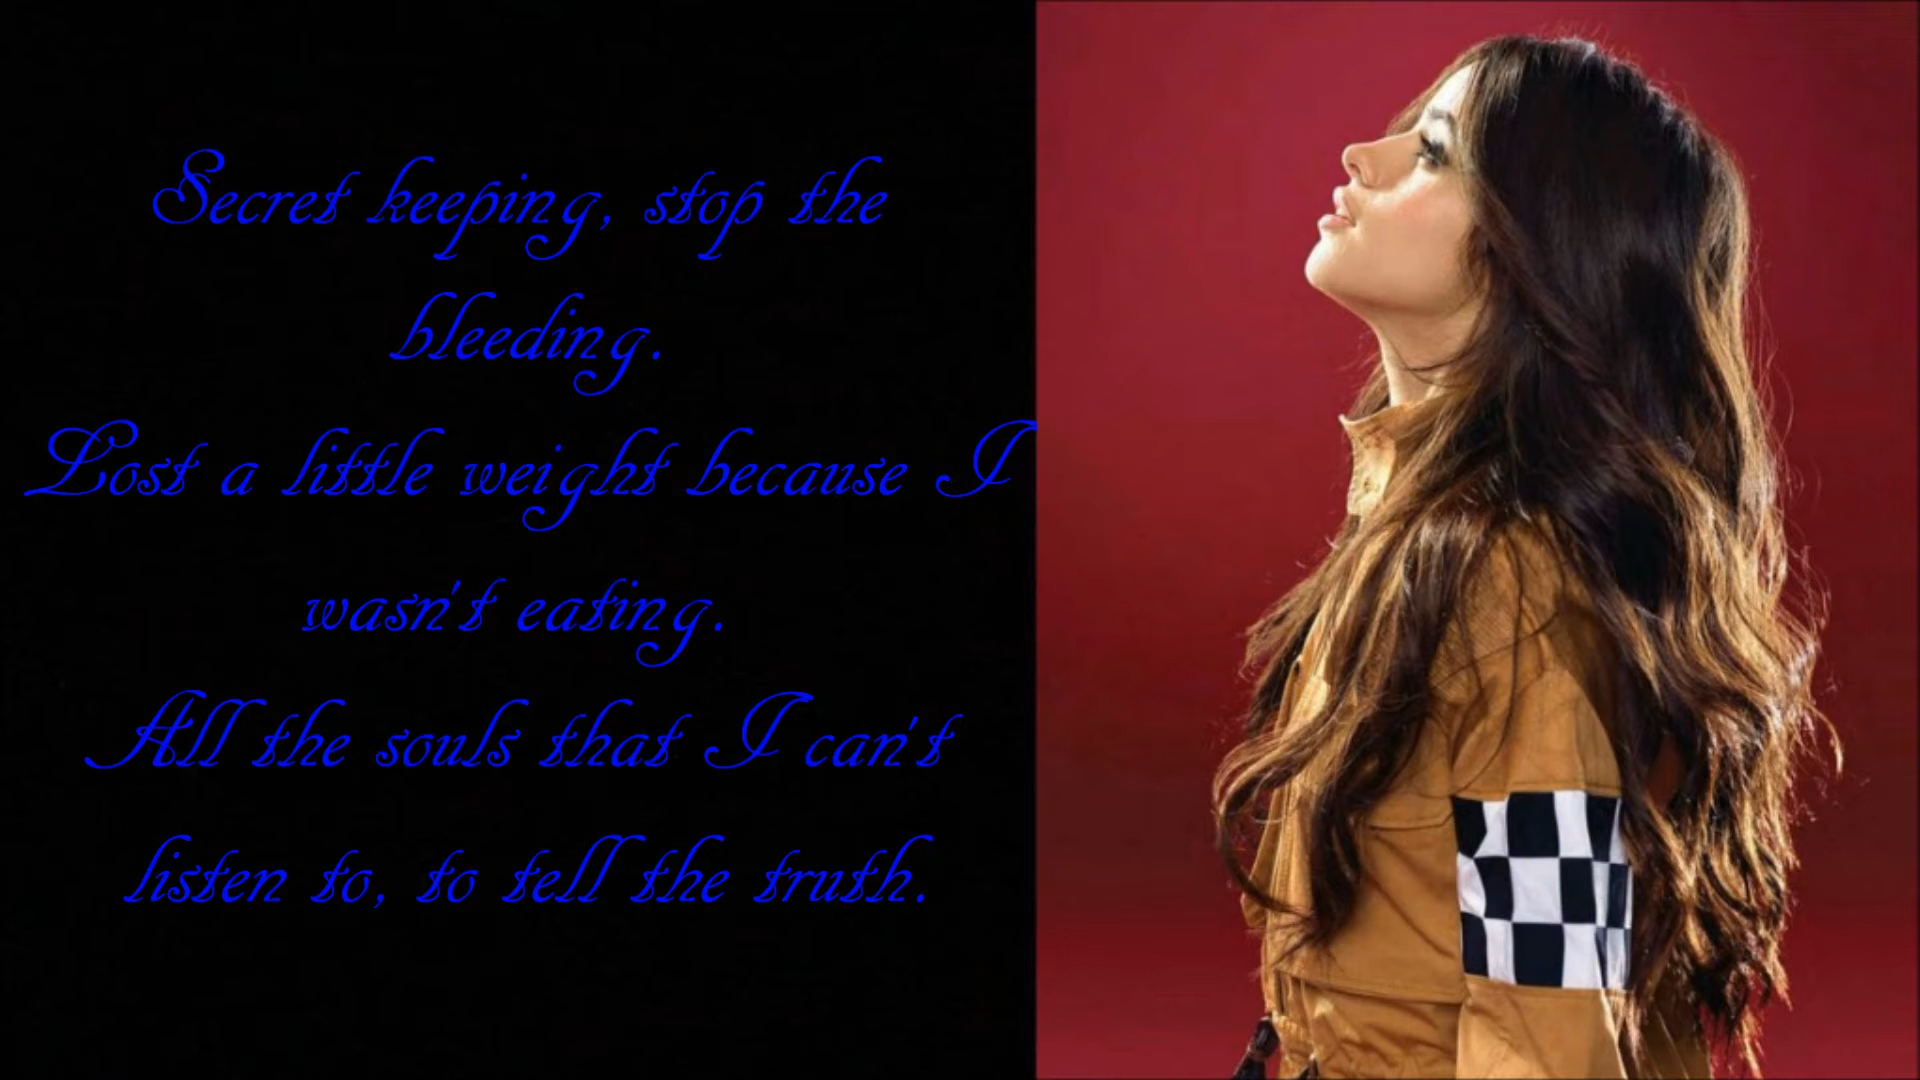 Secret keeping, stop the
bleeding.
Lost a little weight because I
wasn't eating.
All the souls that I can't
listen to, to tell the truth.